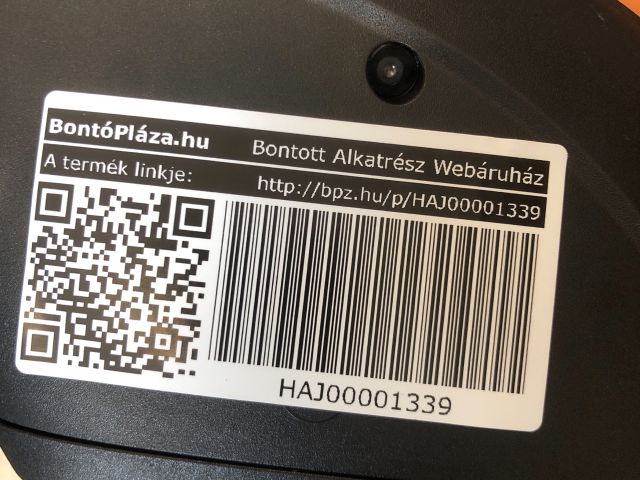 BontóPláza.hu Bontott Alkatrész Webáruház
A termék linkje: http://bpz.hu/p/HAJ00001339
HAJ00001339